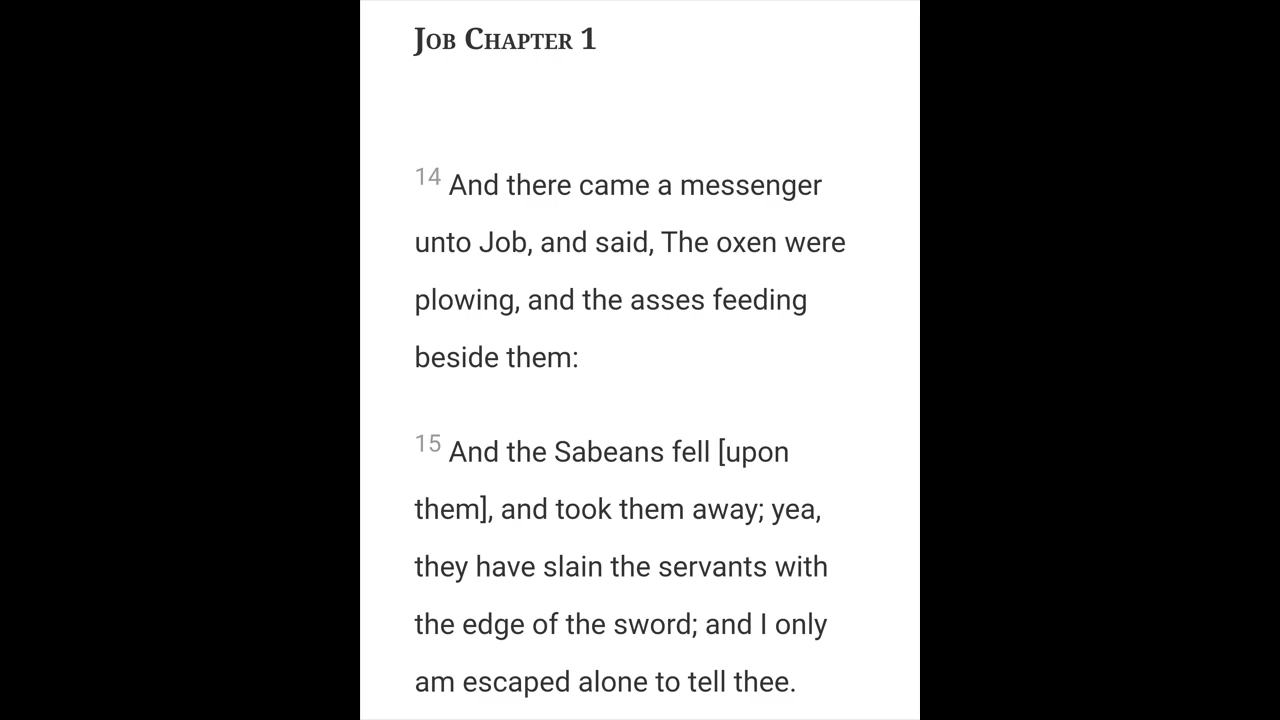 Job Chapter 1
14 And there came a messenger
unto Job, and said, The oxen were
plowing, and the asses feeding
beside them:
15 And the Sabeans fell [upon
them], and took them away; yea,
they have slain the servants with
the edge of the sword; and I only
am escaped alone to tell thee.